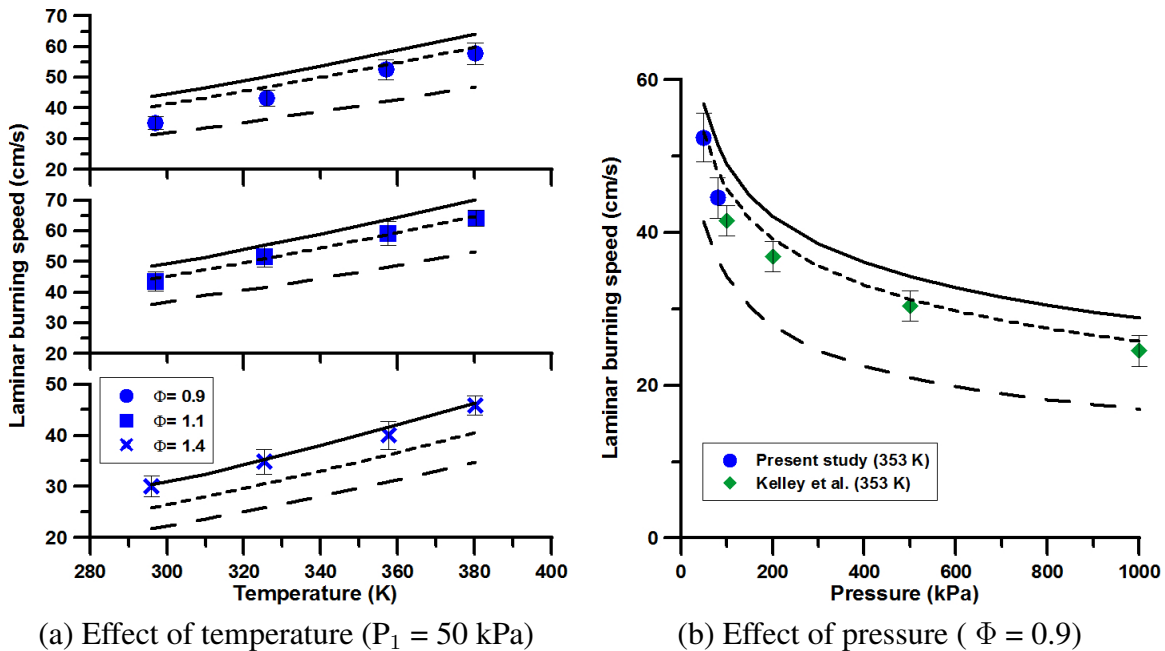 Laminar burning speed (cm/s)
70
60
50
40
30
20
70
60
50
40
30
20
50
40
30
20
Φ= 0.9
Φ= 1.1
Φ= 1.4
280 300 320 340 360 380 400
Temperature (K)
(a) Effect of temperature (P₁ = 50 kPa)
Laminar burning speed (cm/s)
60
40
20
0
Present study (353 K)
Kelley et al. (353 K)
0 200 400 600 800 1000
Pressure (kPa)
(b) Effect of pressure ( Φ = 0.9)